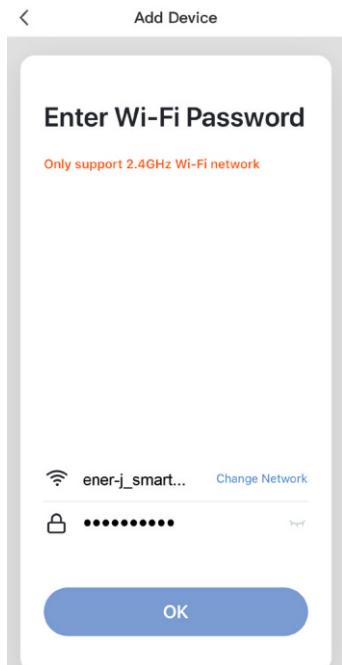 Add Device
Enter Wi-Fi Password
Only support 2.4GHz Wi-Fi network
ener-j_smart... Change Network
••••••••••
OK